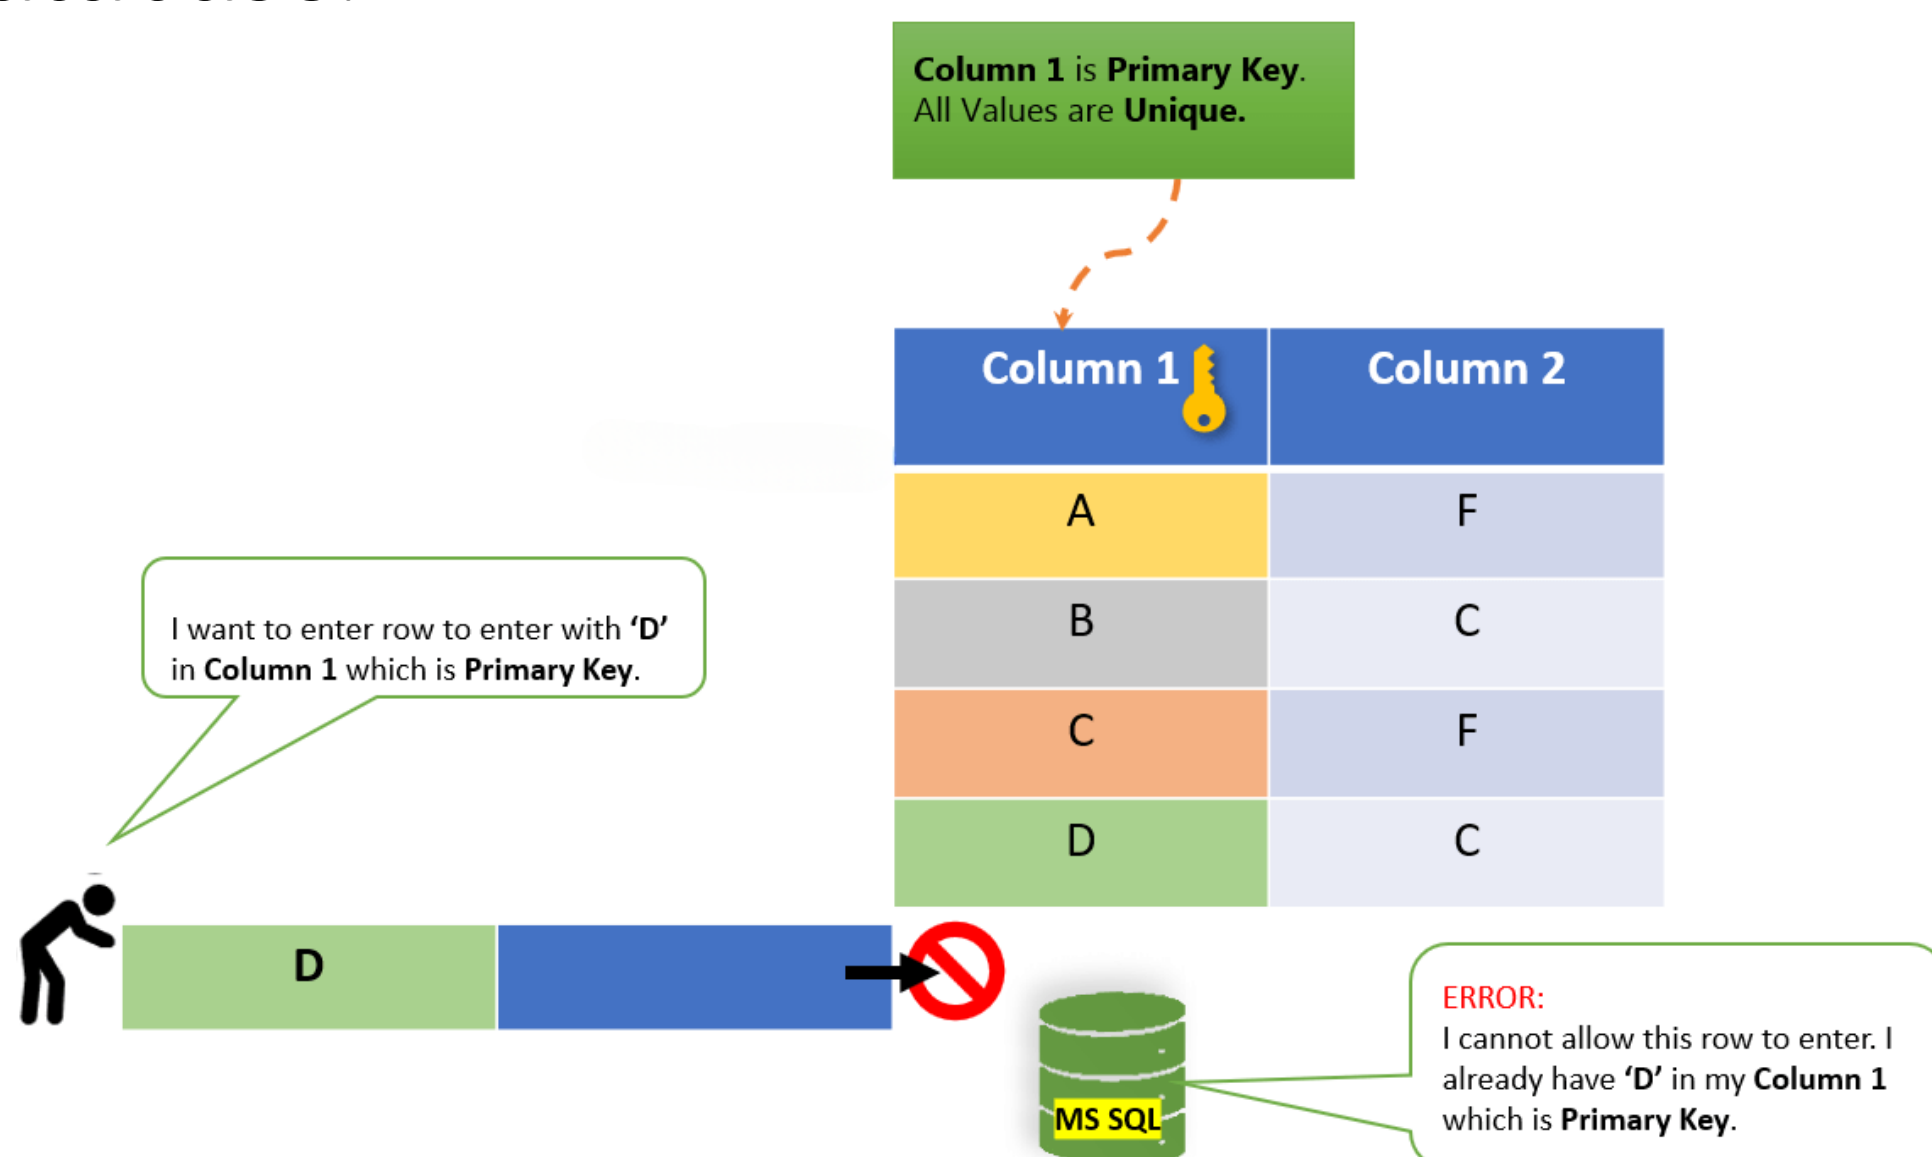 Column 1 is Primary Key.
All Values are Unique.
Column 1 Column 2
A F
B C
C F
D C
I want to enter row to enter with ‘D’
in Column 1 which is Primary Key.
D
ERROR:
I cannot allow this row to enter. I
already have ‘D’ in my Column 1
which is Primary Key.
MS SQL